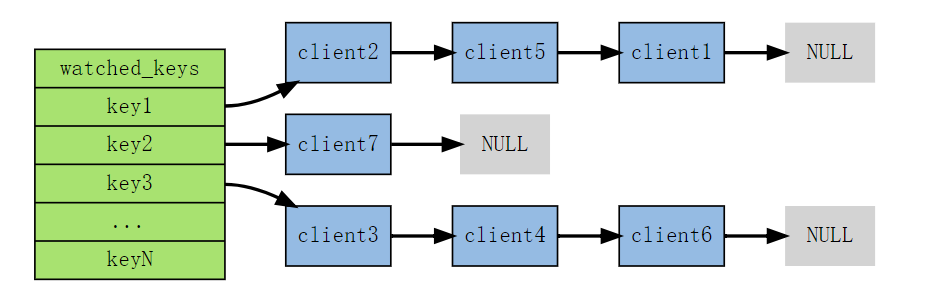 watched_keys
key1
key2
key3
...
keyN
client2 client5 client1 NULL
client7 NULL
client3 client4 client6 NULL